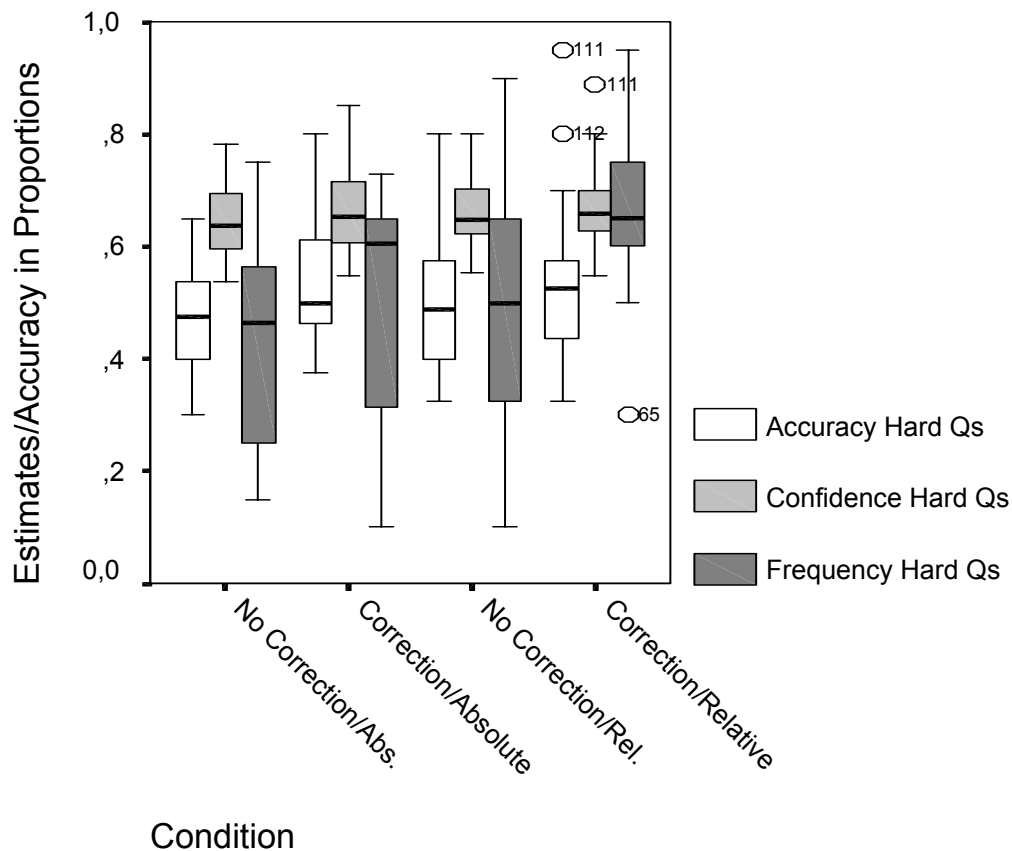 Estimates/Accuracy in Proportions
1,0
,8
,6
,4
,2
0,0
111
111
112
65
No Correction/Abs.
Correction/Absolute
No Correction/Rel.
Correction/Relative
Condition
Accuracy Hard Qs
Confidence Hard Qs
Frequency Hard Qs